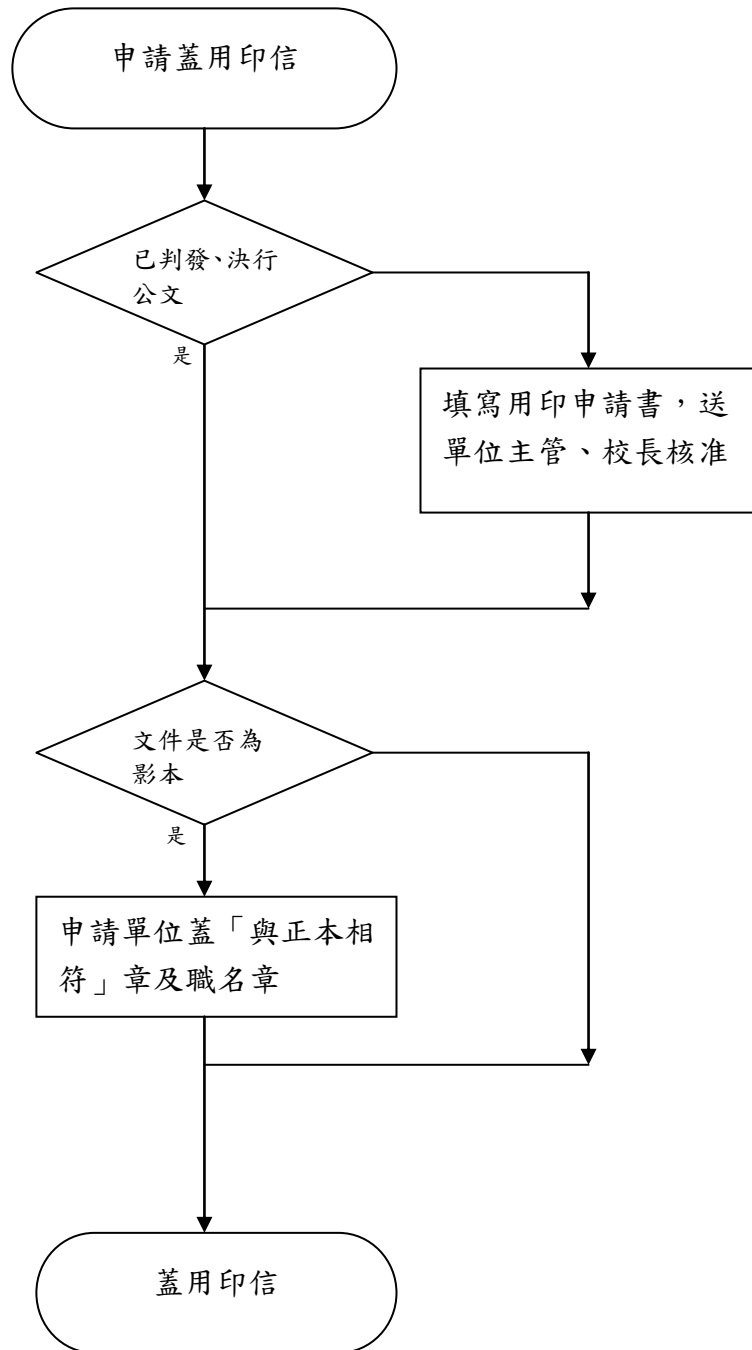 申請蓋用印信
已判發、決行
公文
是
填寫用印申請書，送
單位主管、校長核准
文件是否為
影本
是
申請單位蓋「與正本相
符」章及職名章
蓋用印信